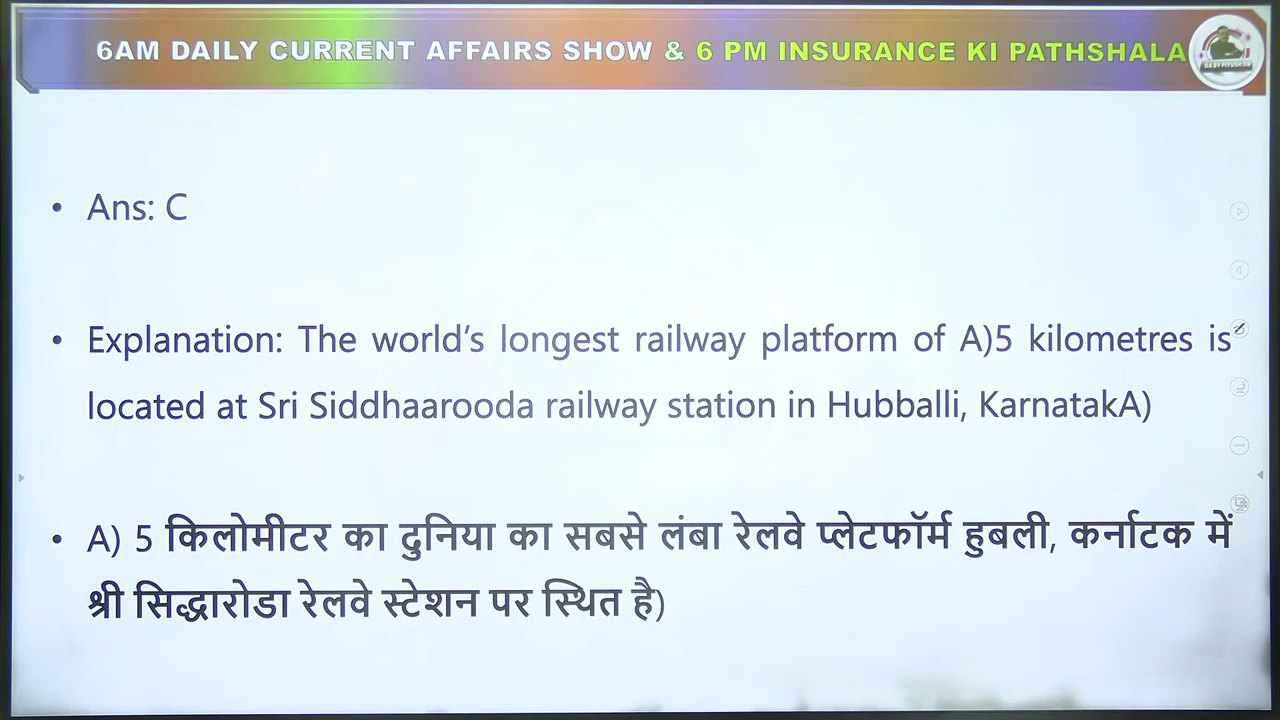 6AM DAILY CURRENT AFFAIRS SHOW & 6 PM INSURANCE KI PATHSHALA
• Ans: C
• Explanation: The world's longest railway platform of A)5 kilometres is
located at Sri Siddhaarooda railway station in Hubballi, KarnatakA)
• A) 5 किलोमीटर का दुनिया का सबसे लंबा रेलवे प्लेटफॉर्म हुबली, कर्नाटक में
श्री सिद्धारोडा रेलवे स्टेशन पर स्थित है)